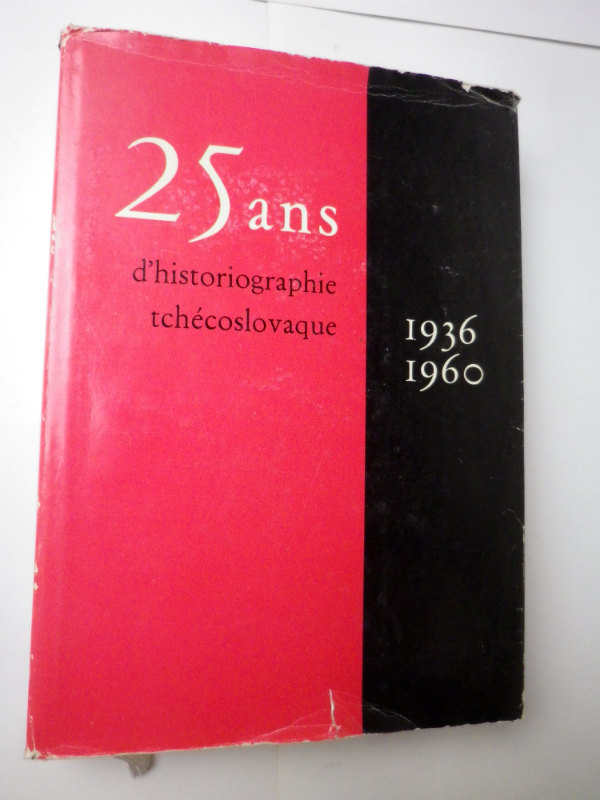 25 ans
d'historiographie
tchécoslovaque
1936
1960